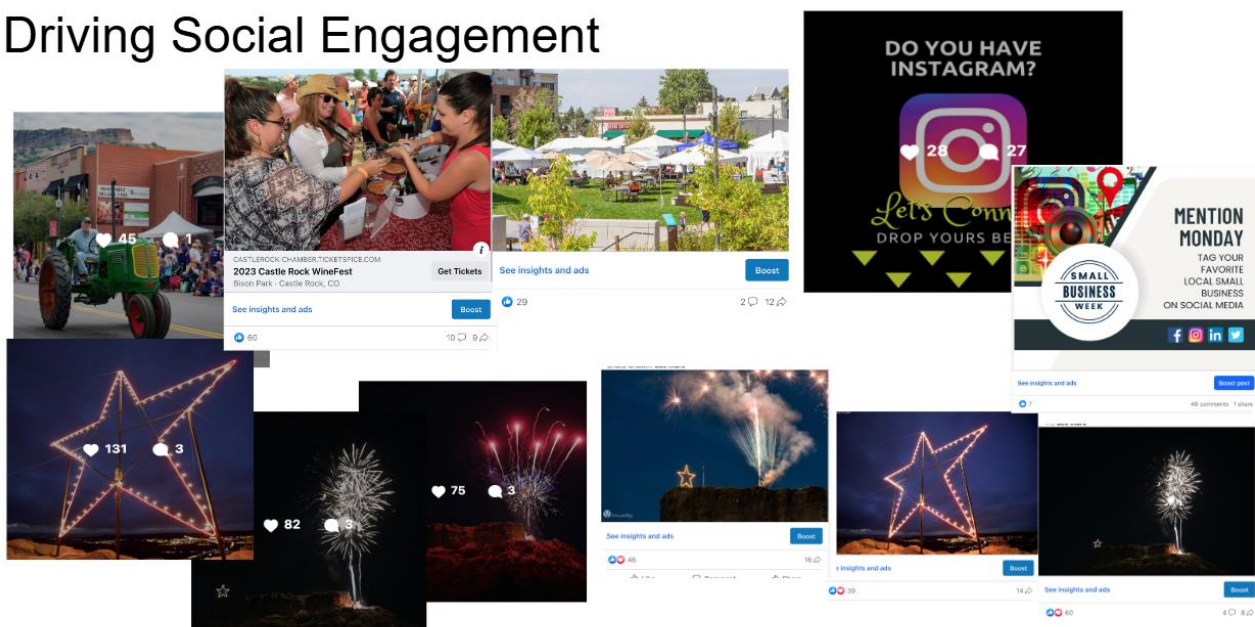 Driving Social Engagement
45 1
CASTLEROCK-CHAMBER.TICKETSPICE.COM
2023 Castle Rock WineFest
Bison Park · Castle Rock, CO
Get Tickets
See insights and ads
Boost
60 10 9
See insights and ads
Boost
29 2 12
DO YOU HAVE
INSTAGRAM?
28 27
Let's Conn
DROP YOURS BE
MENTION
MONDAY
TAG YOUR
FAVORITE
LOCAL SMALL
BUSINESS
ON SOCIAL MEDIA
SMALL
BUSINESS
WEEK
See insights and ads
Boost post
7 46 comments 1 share
131 3
82 3
75 3
See insights and ads
Boost
46 16
insights and ads
Boost
39 14
See insights and ads
Boost
60 4 8